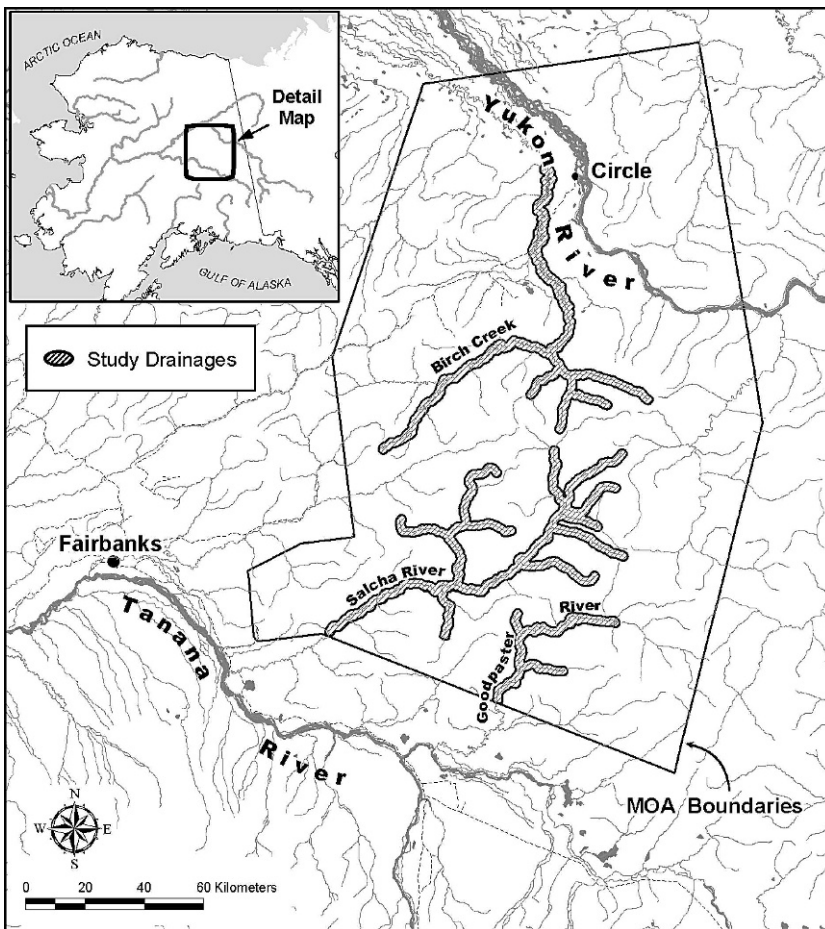 ARCTIC OCEAN
Detail
Map
GULF OF ALASKA
Study Drainages
Yukon
River
Circle
Birch Creek
Fairbanks
Tanana
River
Salcha River
Goodpaster
River
MOA Boundaries
N
W E
S
0 20 40 60 Kilometers